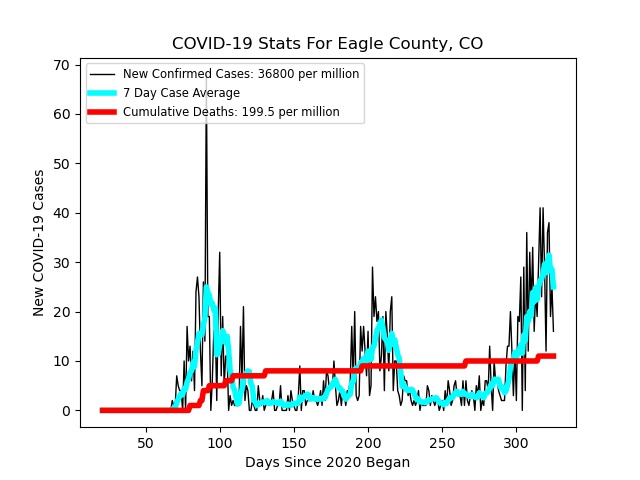 COVID-19 Stats For Eagle County, CO
New Confirmed Cases: 36800 per million
7 Day Case Average
Cumulative Deaths: 199.5 per million
New COVID-19 Cases
70
60
50
40
30
20
10
0
50 100 150 200 250 300
Days Since 2020 Began